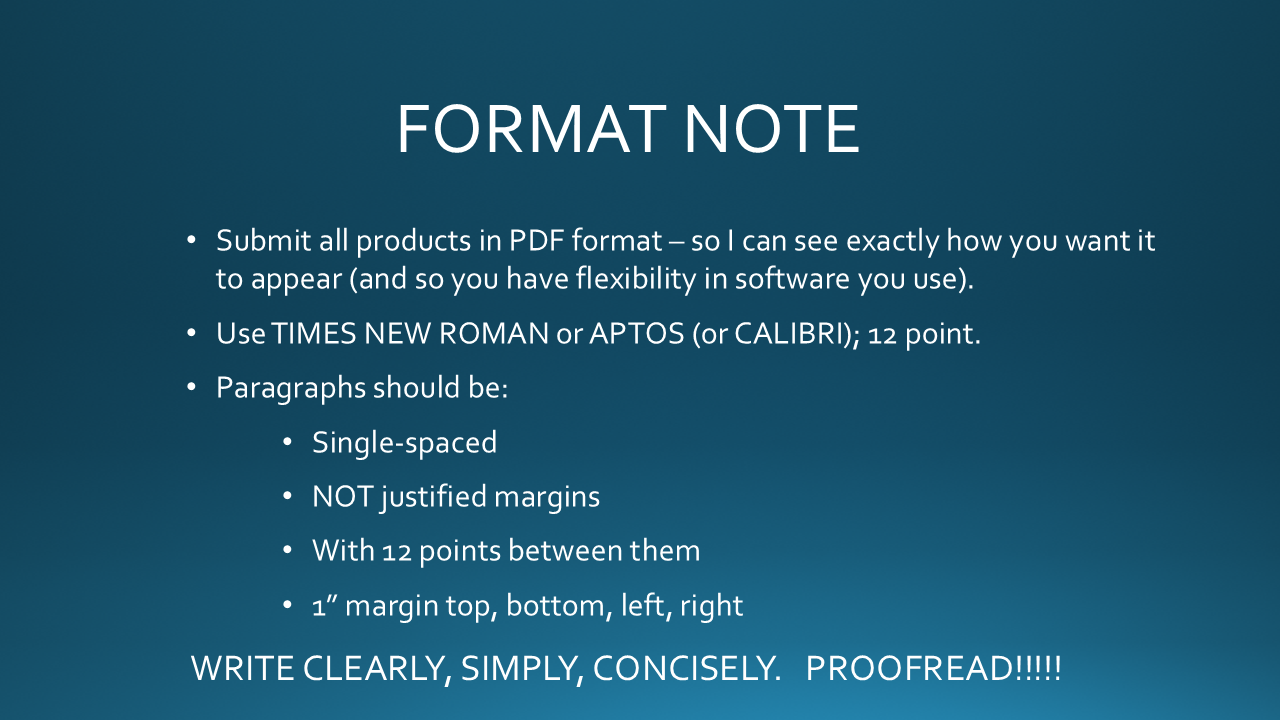 FORMAT NOTE
• Submit all products in PDF format – so I can see exactly how you want it
to appear (and so you have flexibility in software you use).
• Use TIMES NEW ROMAN or APTOS (or CALIBRI); 12 point.
• Paragraphs should be:
• Single-spaced
• NOT justified margins
• With 12 points between them
• 1” margin top, bottom, left, right
WRITE CLEARLY, SIMPLY, CONCISELY. PROOFREAD!!!!!